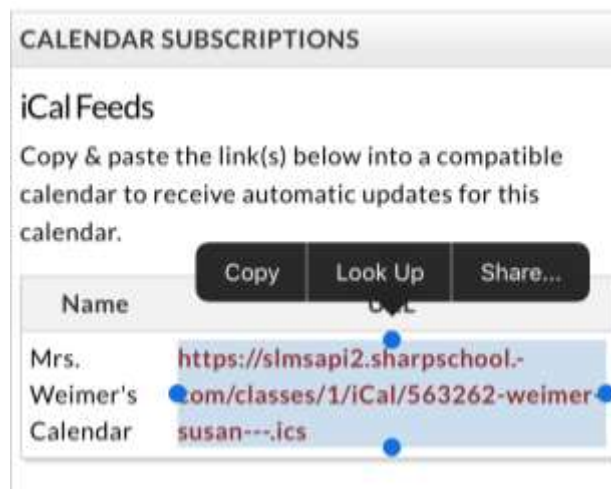 CALENDAR SUBSCRIPTIONS
iCal Feeds
Copy & paste the link(s) below into a compatible
calendar to receive automatic updates for this
calendar.
Copy Look Up Share...
Name
Mrs. https://slmsapi2.sharpschool.-
Weimer's com/classes/1/iCal/563262-weimer-
Calendar susan---.ics